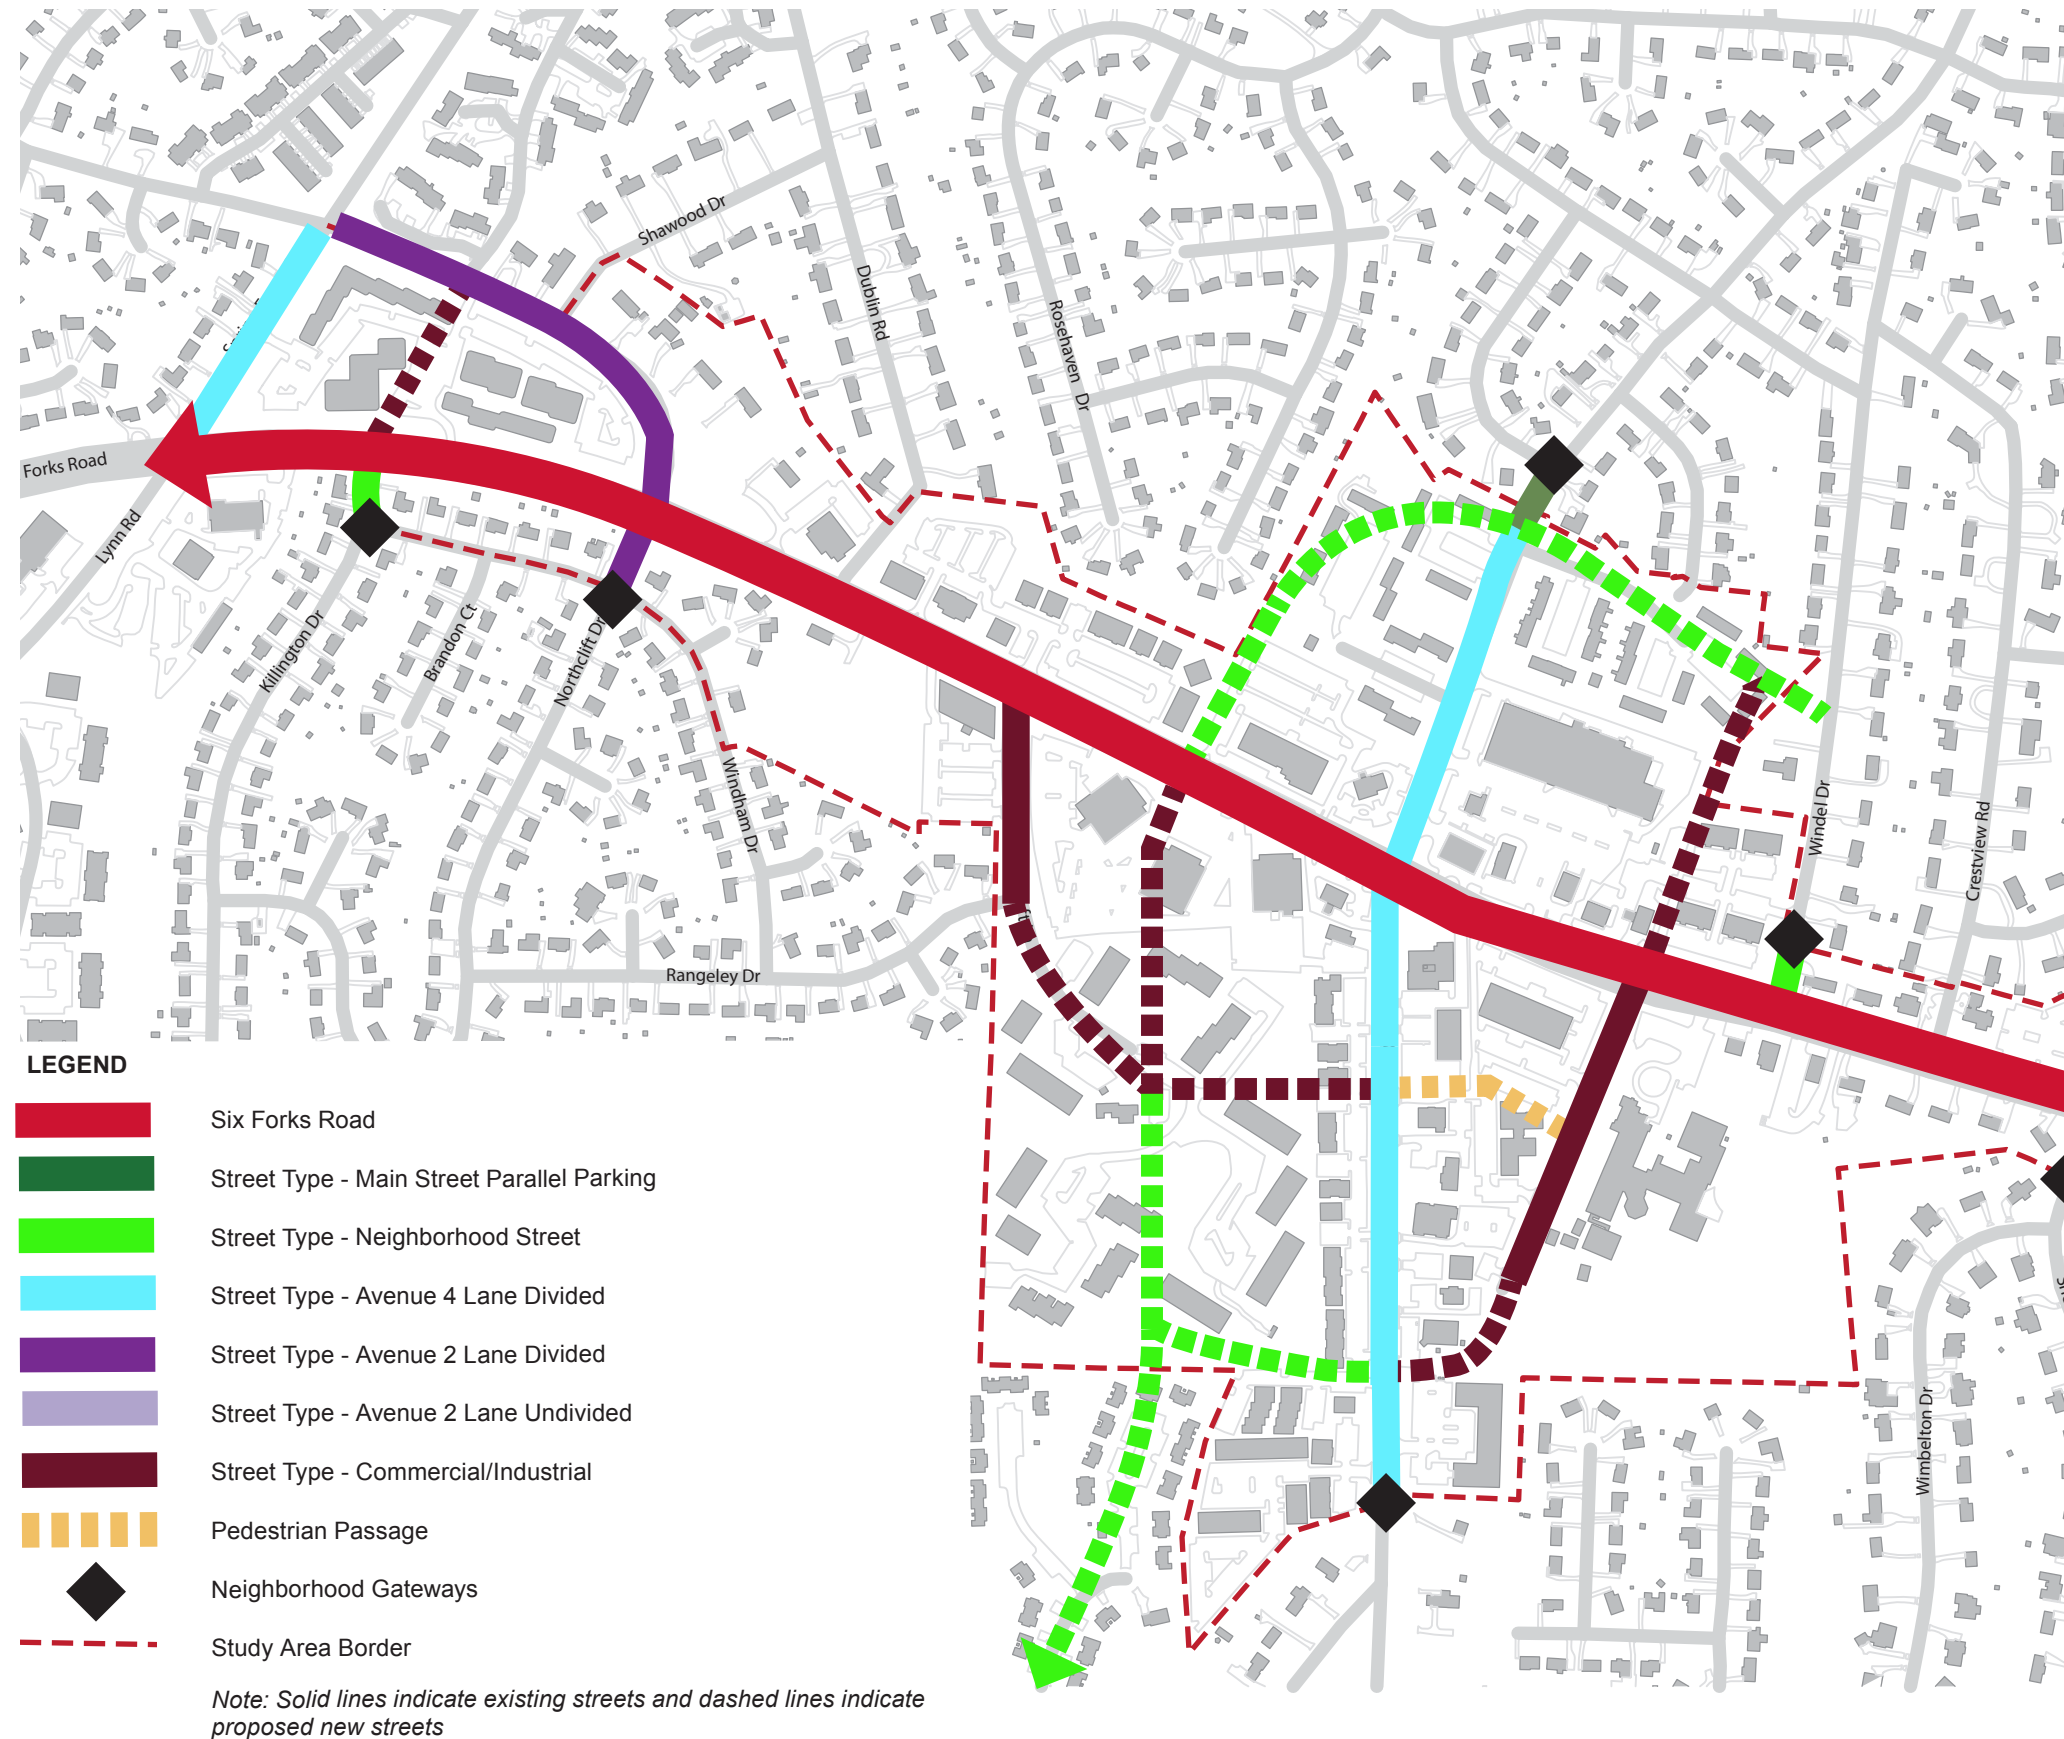 Shawood Dr
Dublin Rd
Rosehaven Dr
Forks Road
Lynn Rd
Killington Dr
Brandon Ct
Northclift Dr
Windham Dr
Windel Dr
Crestview Rd
Rangeley Dr
Wimbelton Dr
LEGEND
Six Forks Road
Street Type - Main Street Parallel Parking
Street Type - Neighborhood Street
Street Type - Avenue 4 Lane Divided
Street Type - Avenue 2 Lane Divided
Street Type - Avenue 2 Lane Undivided
Street Type - Commercial/Industrial
Pedestrian Passage
Neighborhood Gateways
Study Area Border
Note: Solid lines indicate existing streets and dashed lines indicate
proposed new streets